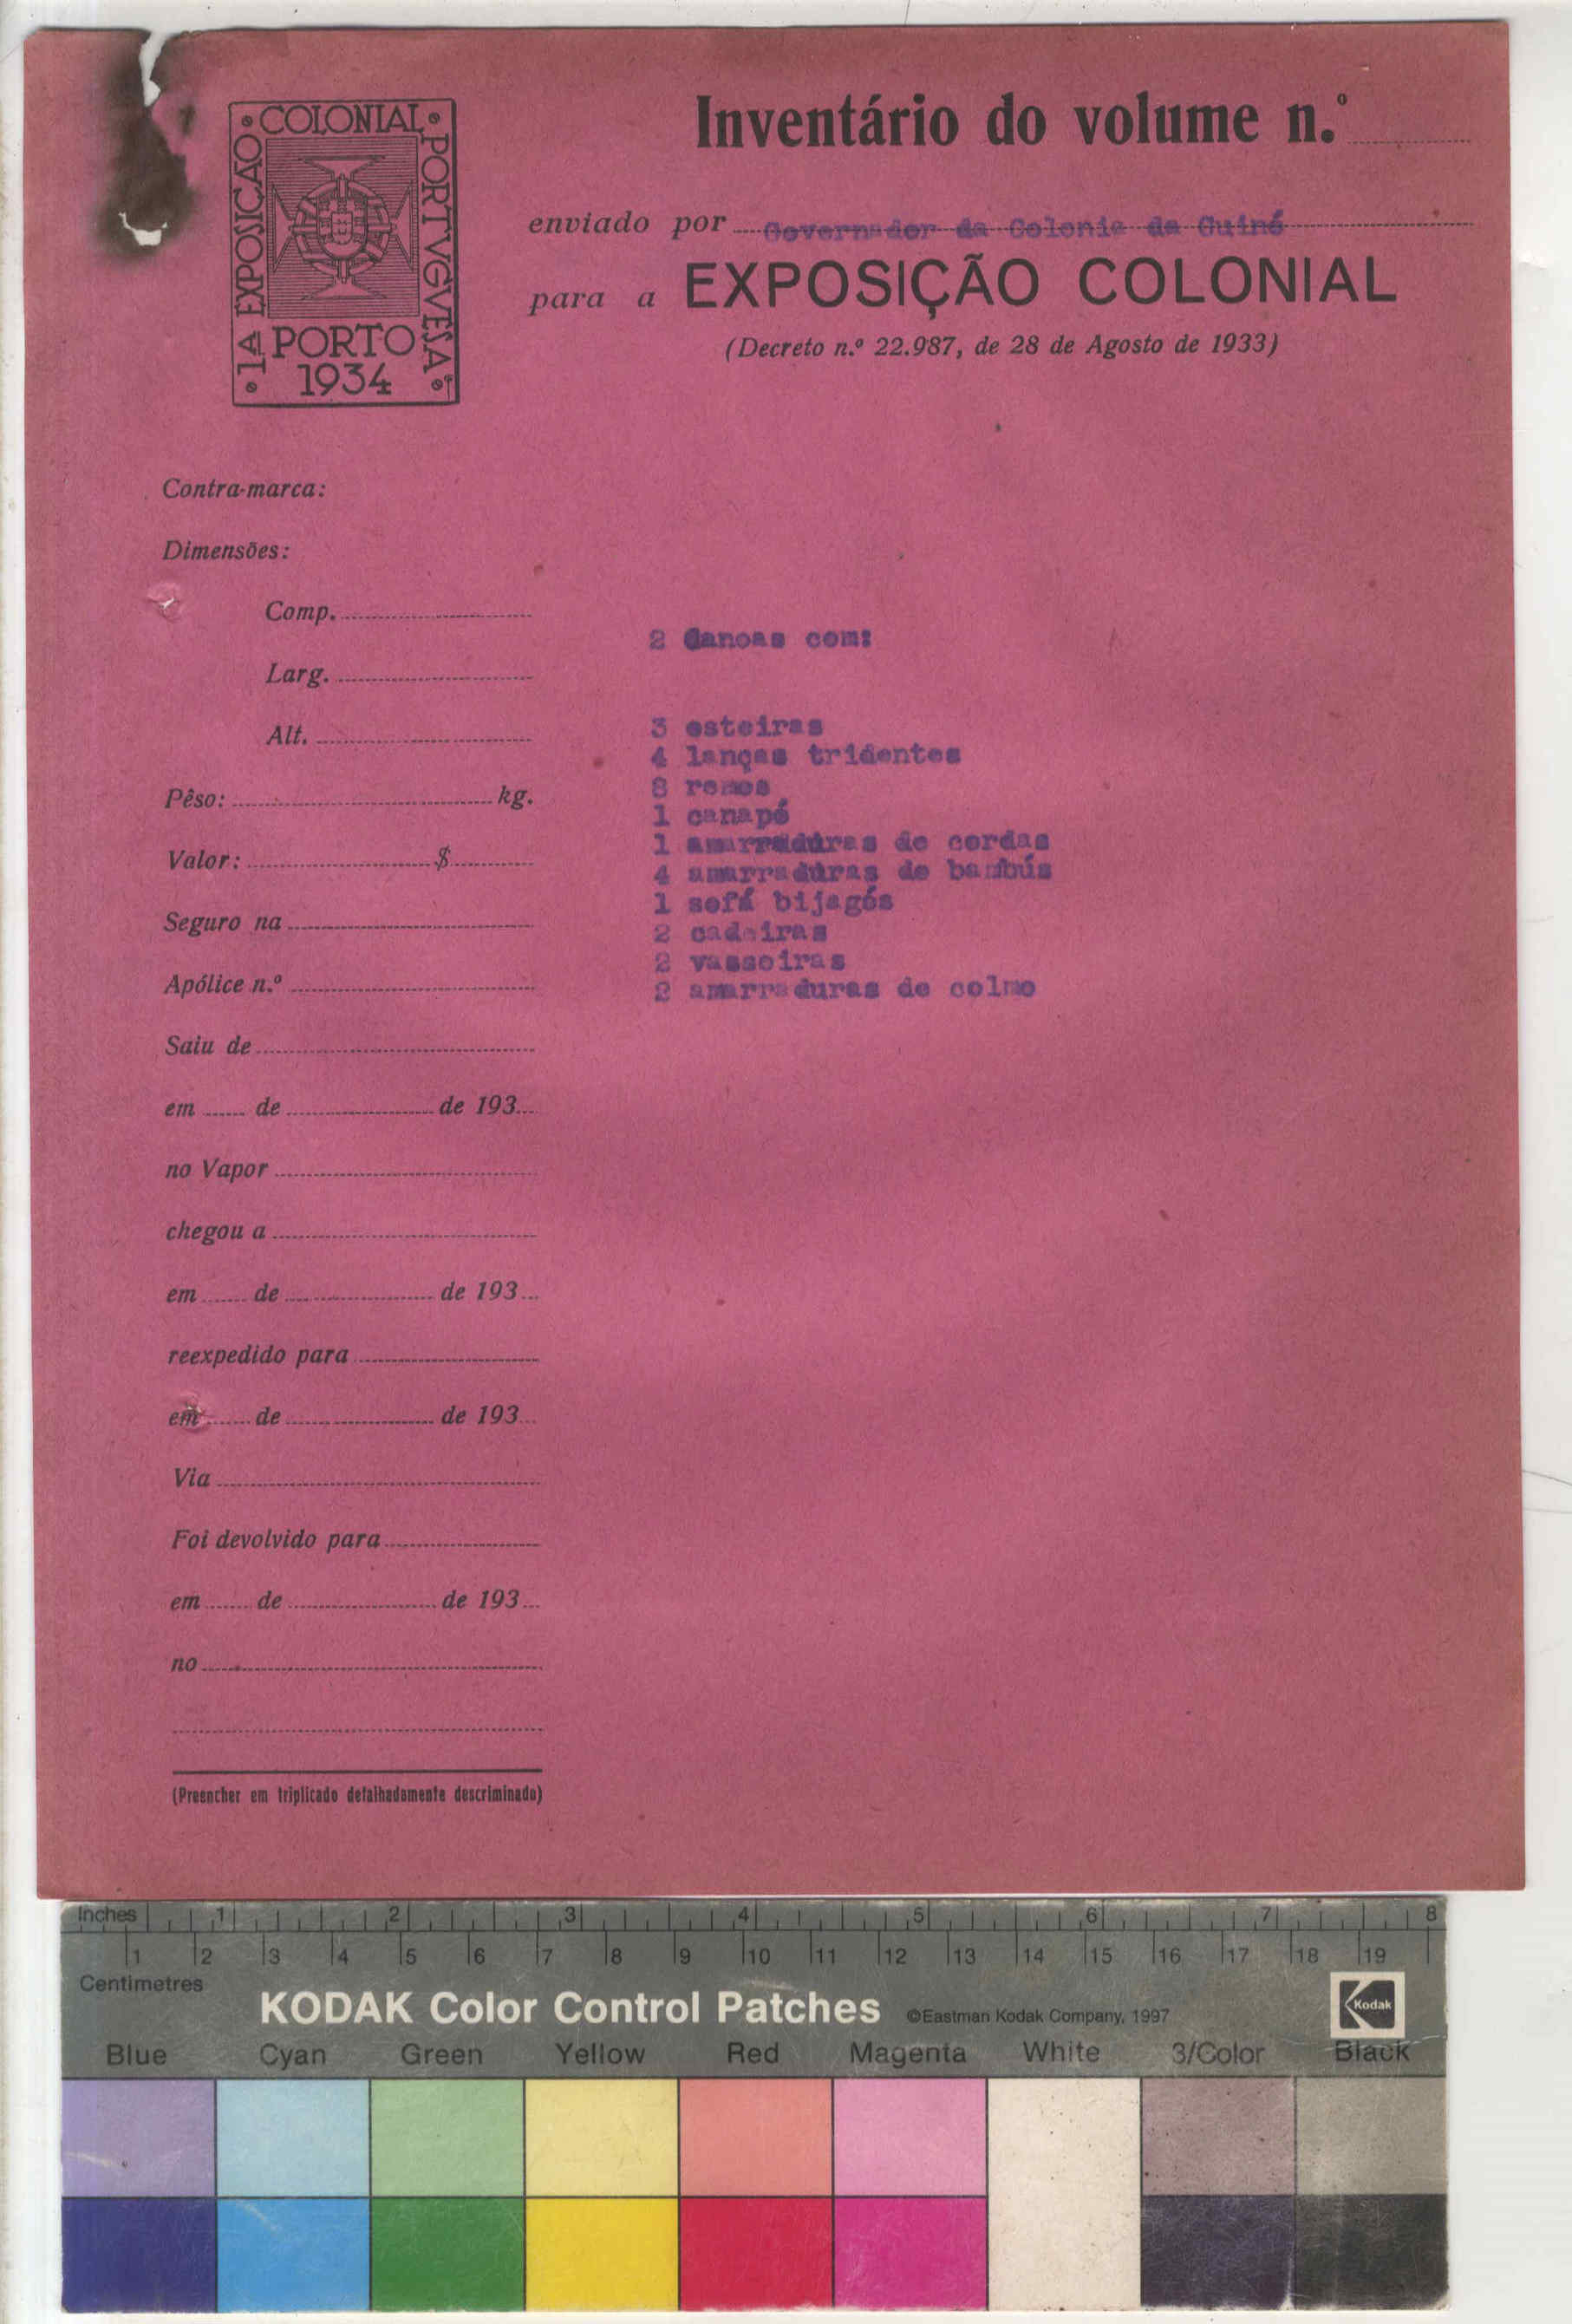 1A EXPOSIÇÃO COLONIAL PORTVGVESA
PORTO
1934
Inventário do volume n.º
enviado por Governador da Colonia da Guiné
para a EXPOSIÇÃO COLONIAL
(Decreto n.º 22.987, de 28 de Agosto de 1933)
Contra-marca:
Dimensões:
Comp.
Larg.
Alt.
Pêso: kg.
Valor: $
Seguro na
Apólice n.º
Saiu de
em de de 193
no Vapor
chegou a
em de de 193
reexpedido para
em de de 193
Via
Foi devolvido para
em de de 193
no
(Preencher em triplicado detalhadamente descriminado)
2 canoas com:
3 esteiras
4 lanças tridentes
8 remos
1 canapé
1 amarradúras de cordas
4 amarradúras de bambús
1 sofá bijagós
2 cadeiras
2 vassoiras
2 amarraduras de colmo
Inches 1 2 3 4 5 6 7 8
1 2 3 4 5 6 7 8 9 10 11 12 13 14 15 16 17 18 19
Centimetres
KODAK Color Control Patches ©Eastman Kodak Company, 1997 Kodak
Blue Cyan Green Yellow Red Magenta White 3/Color Black